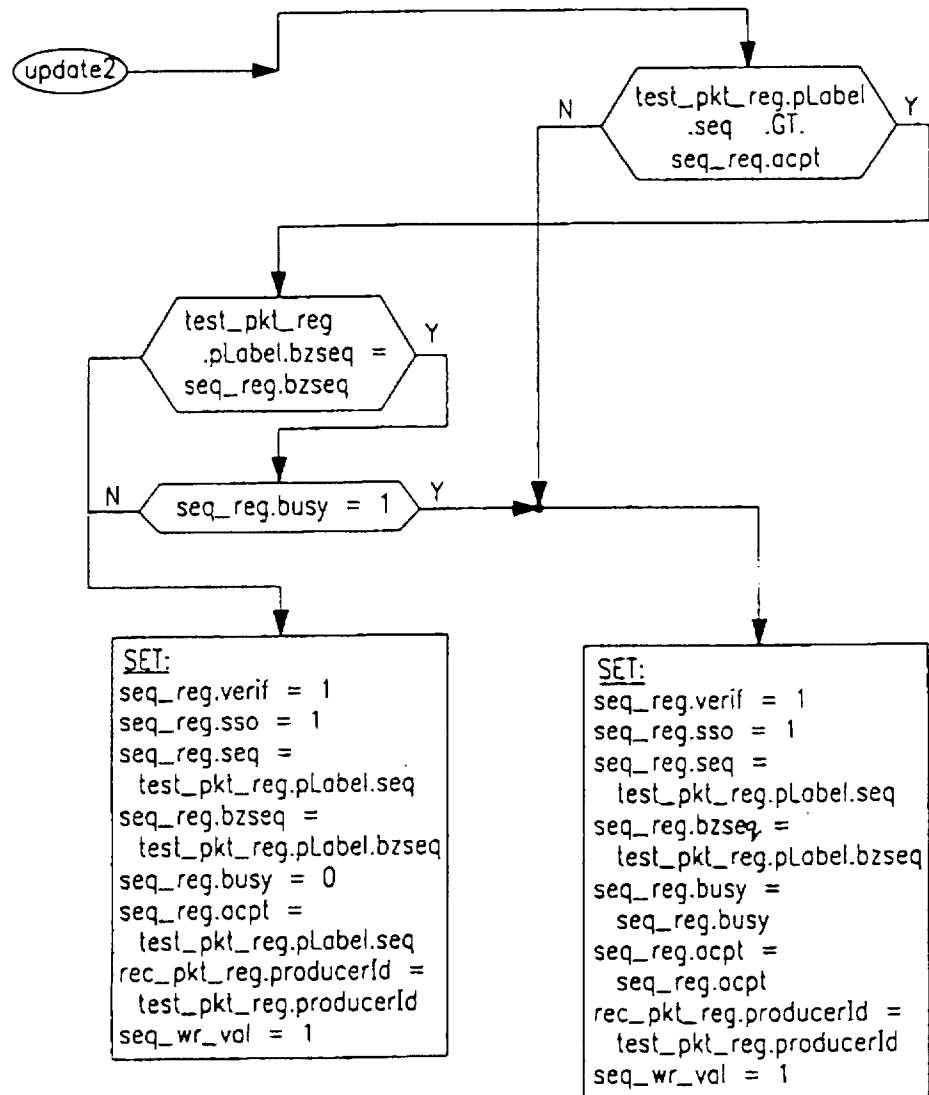 update2
test_pkt_reg.pLabel
.seq .GT.
seq_req.acpt
N
Y
test_pkt_reg
.pLabel.bzseq =
seq_reg.bzseq
Y
N
seq_reg.busy = 1
Y
SET:
seq_reg.verif = 1
seq_reg.sso = 1
seq_reg.seq =
test_pkt_reg.pLabel.seq
seq_reg.bzseq =
test_pkt_reg.pLabel.bzseq
seq_reg.busy = 0
seq_reg.acpt =
test_pkt_reg.pLabel.seq
rec_pkt_reg.producerId =
test_pkt_reg.producerId
seq_wr_val = 1
SET:
seq_reg.verif = 1
seq_reg.sso = 1
seq_reg.seq =
test_pkt_reg.pLabel.seq
seq_reg.bzseq =
test_pkt_reg.pLabel.bzseq
seq_reg.busy =
seq_reg.busy
seq_reg.acpt =
seq_reg.acpt
rec_pkt_reg.producerId =
test_pkt_reg.producerId
seq_wr_val = 1